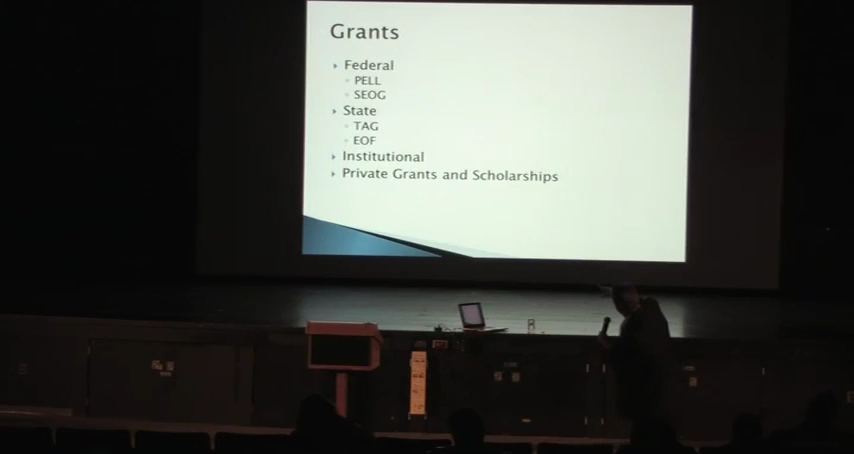 Grants
Federal
PELL
SEOG
State
TAG
EOF
Institutional
Private Grants and Scholarships